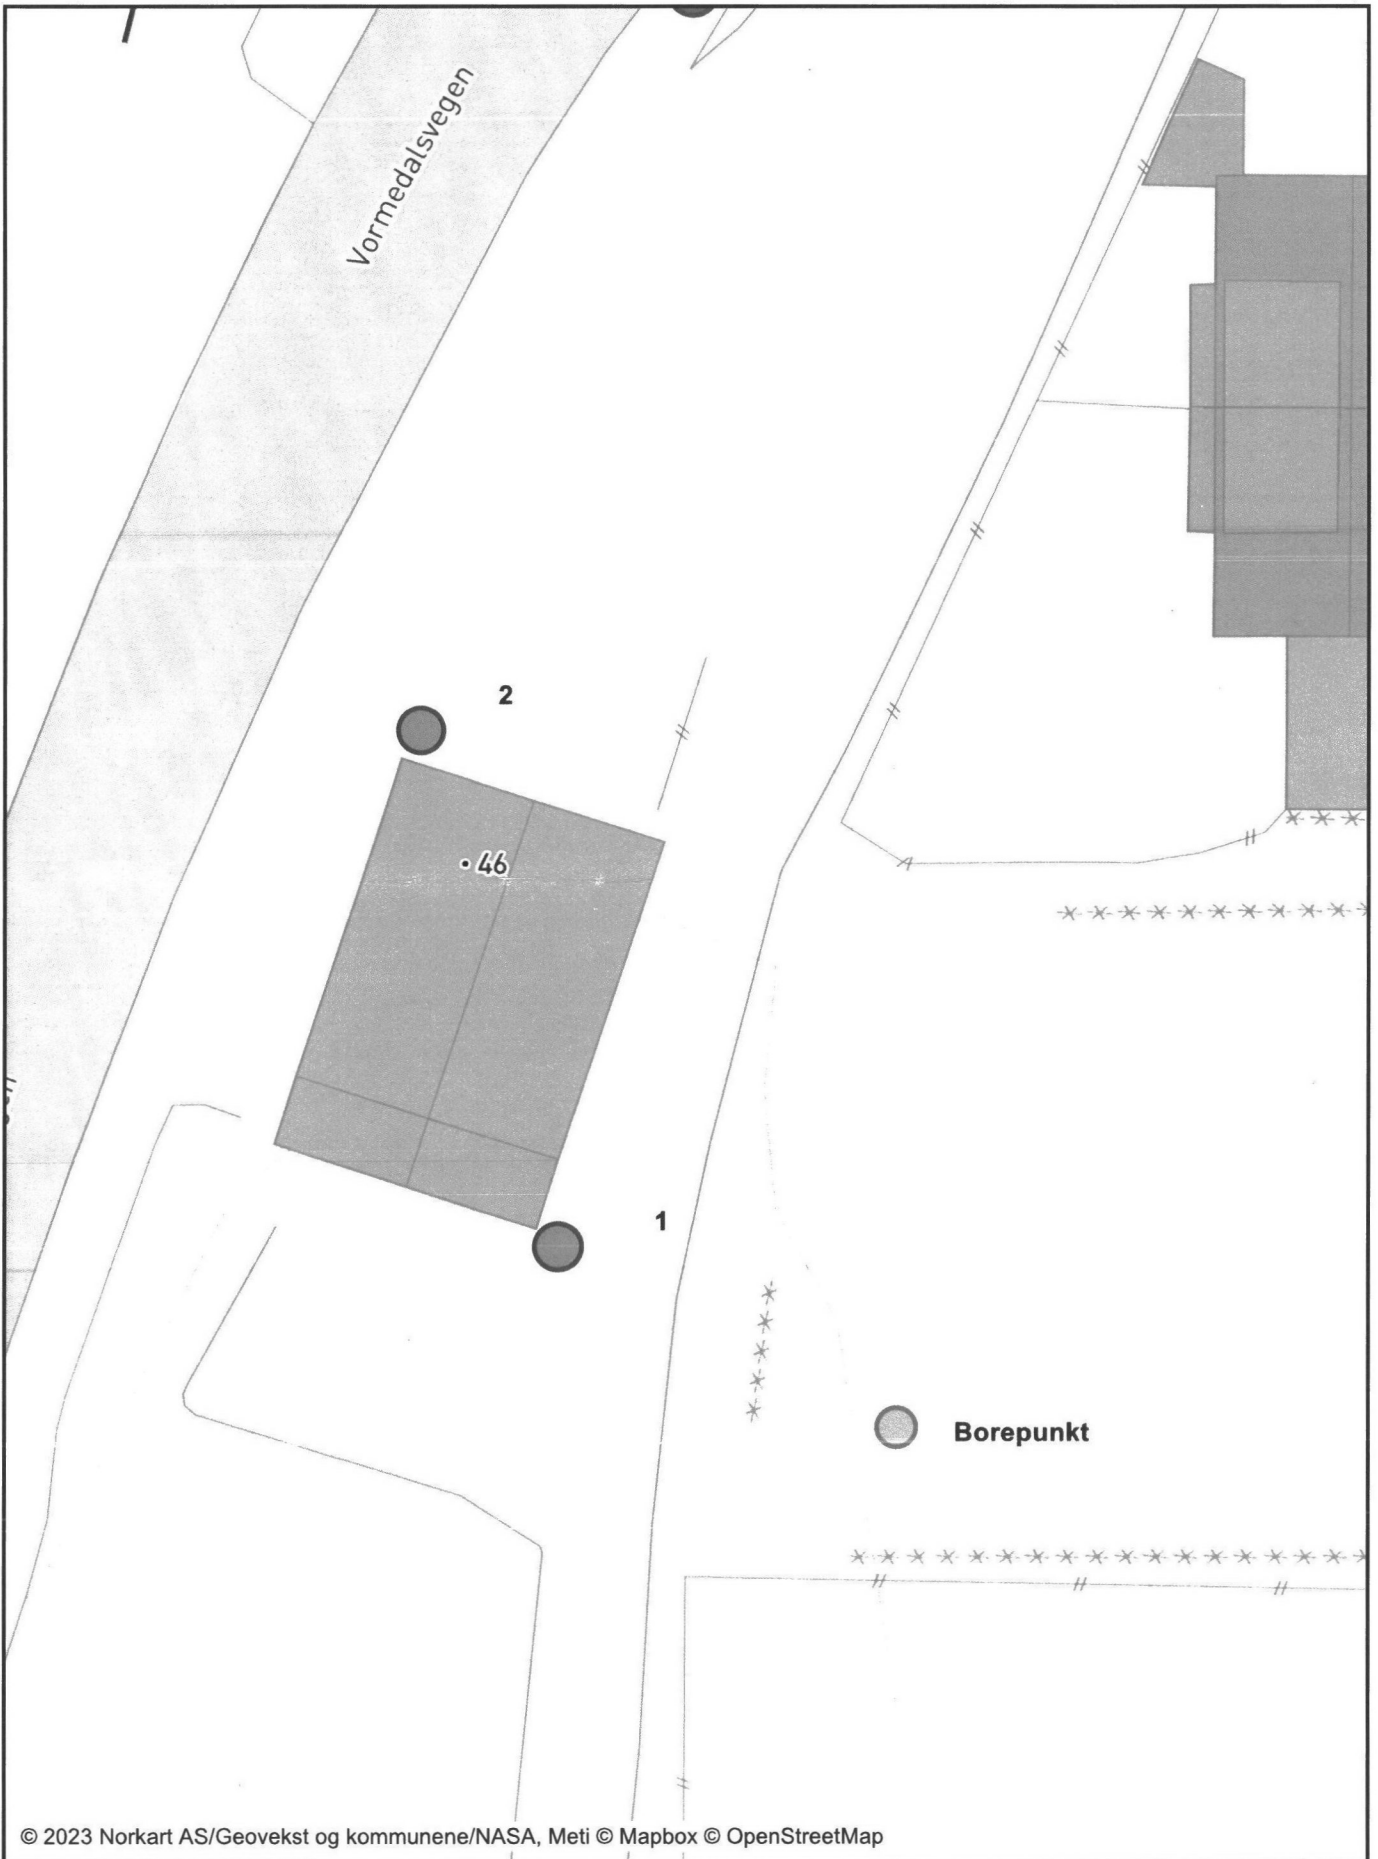 Vormedalsvegen
2
46
1
Borepunkt
© 2023 Norkart AS/Geovekst og kommunene/NASA, Meti © Mapbox © OpenStreetMap